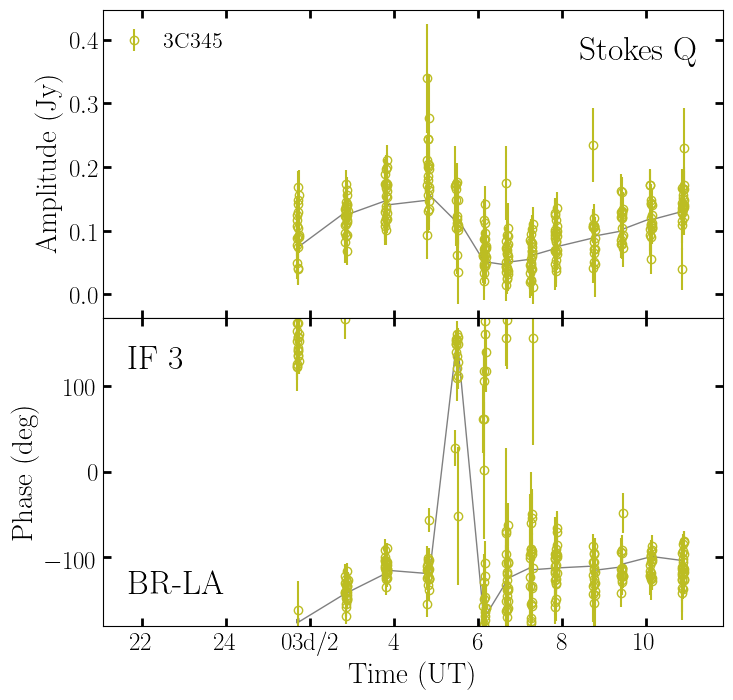 3C345
Stokes Q
0.4
0.3
0.2
0.1
0.0
Amplitude (Jy)
IF 3
BR-LA
100
0
−100
Phase (deg)
22 24 03d/2 4 6 8 10
Time (UT)